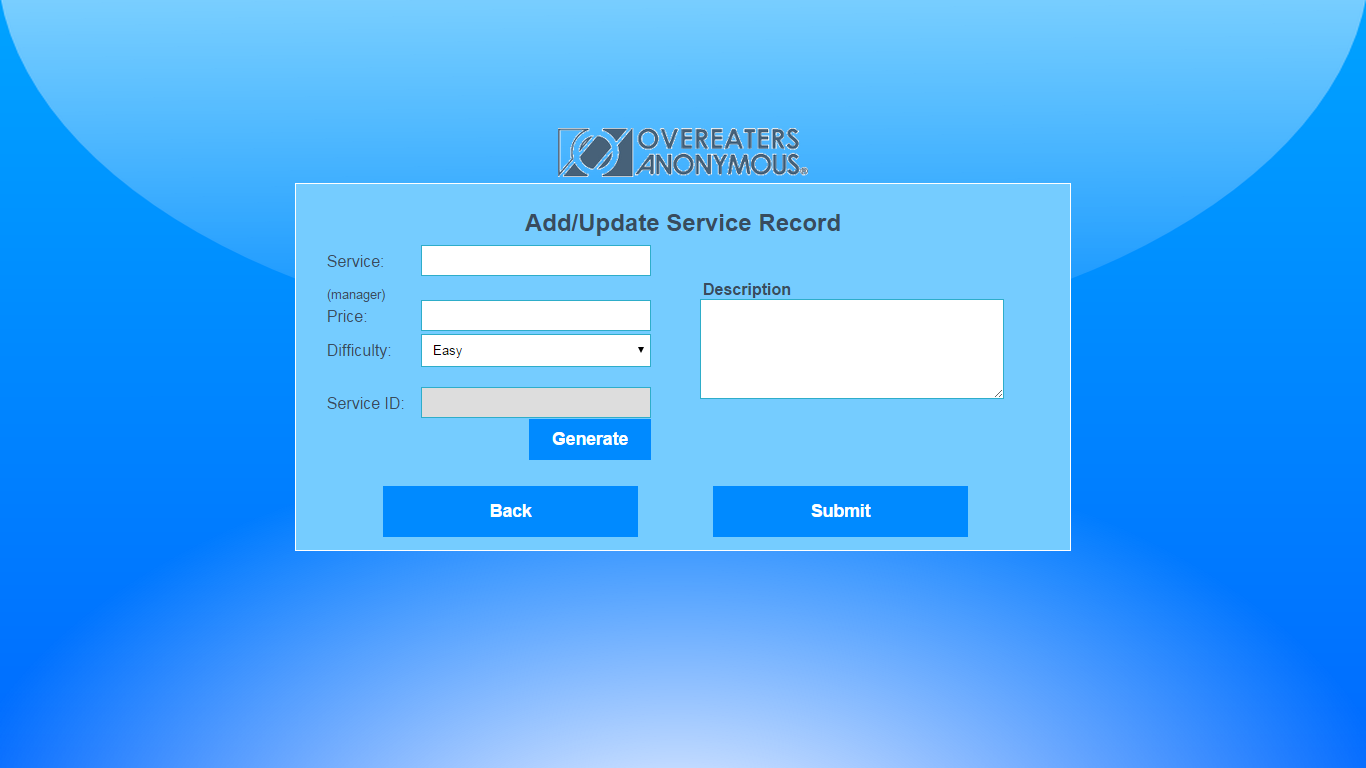 OVEREATERS
ANONYMOUS®
Add/Update Service Record
Service:
(manager)
Price:
Difficulty: Easy
Service ID:
Generate
Description
Back
Submit